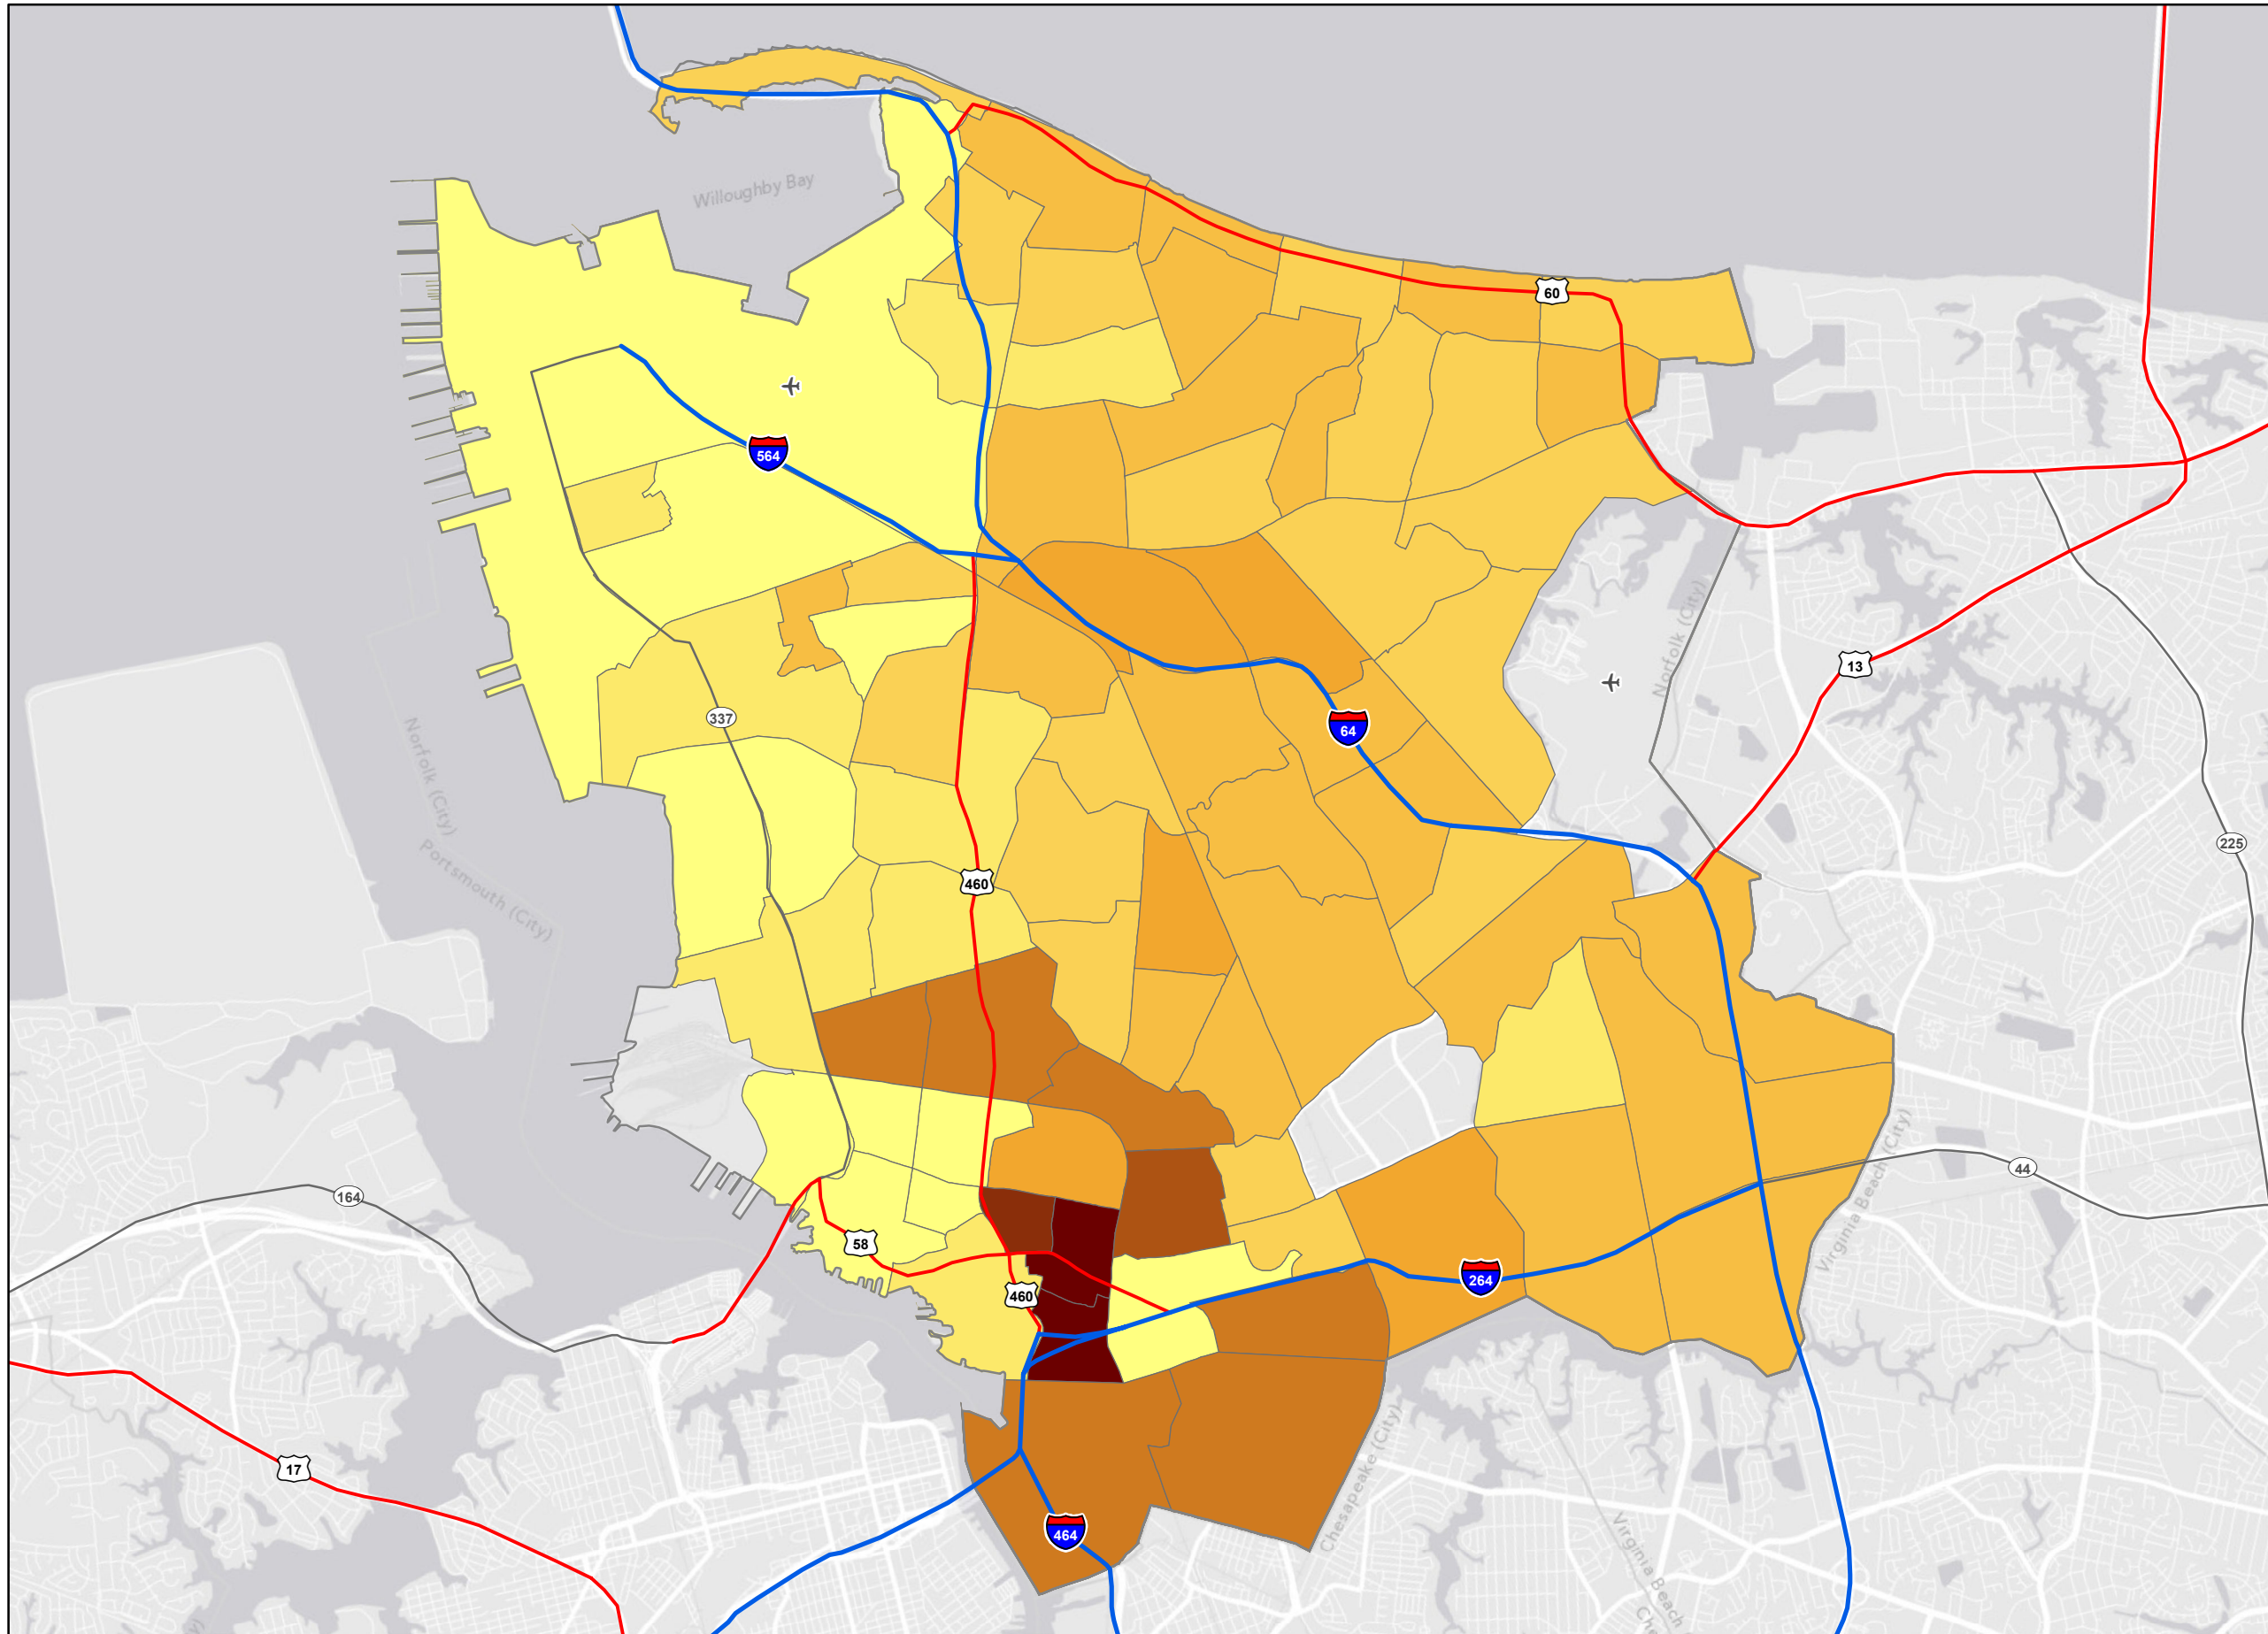 Willoughby Bay
60
564
Norfolk (City)
13
337
64
Norfolk (City)
Portsmouth (City)
225
460
164
44
58
Virginia Beach (City)
264
460
Chesapeake (City)
17
464
Virginia Beach